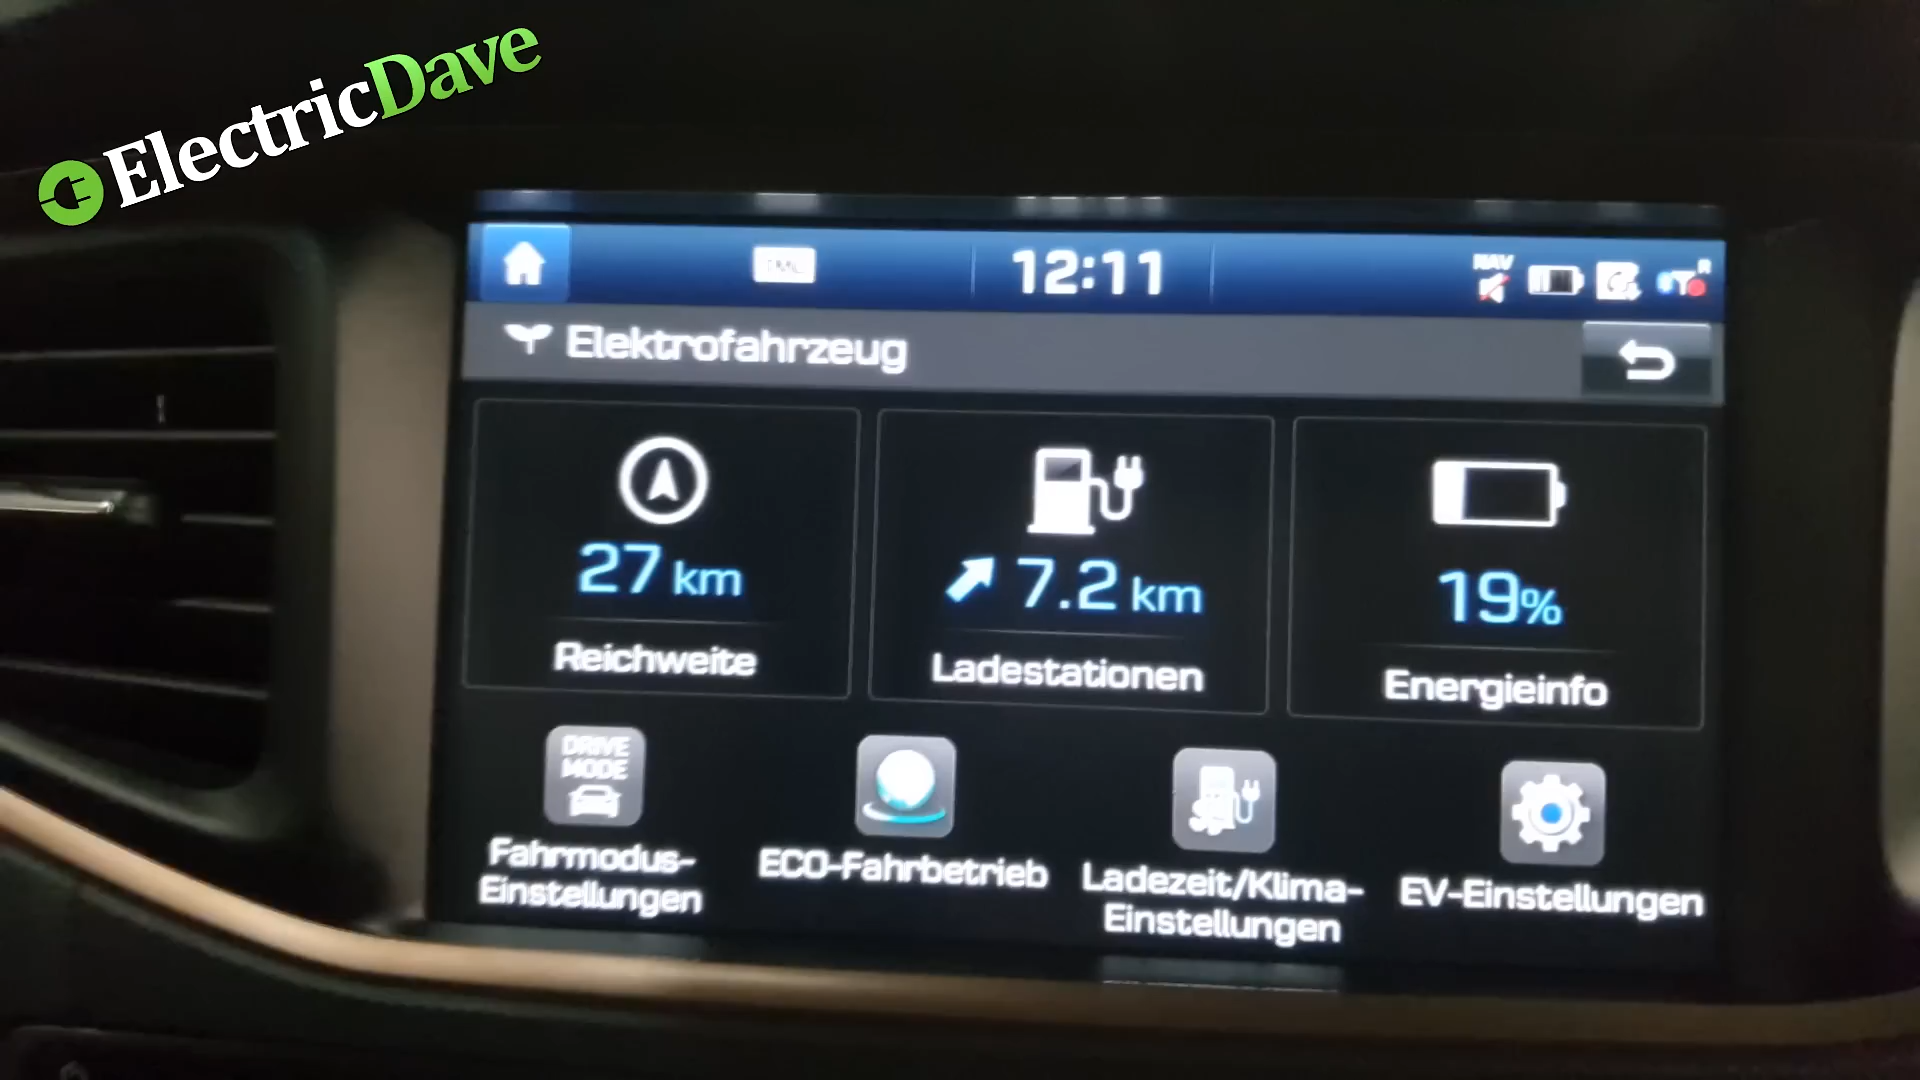 ElectricDave
12:11
NAV
Elektrofahrzeug
27 km
7.2 km
19%
Reichweite
Ladestationen
Energieinfo
DRIVE
MODE
Fahrmodus-
Einstellungen
ECO-Fahrbetrieb
Ladezeit/Klima-
Einstellungen
EV-Einstellungen